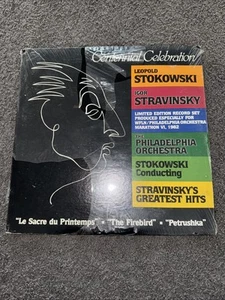 Centennial Celebration
LEOPOLD
STOKOWSKI
IGOR
STRAVINSKY
LIMITED EDITION RECORD SET
PRODUCED ESPECIALLY FOR
WFLN/PHILADELPHIA ORCHESTRA
MARATHON VI, 1982
THE
PHILADELPHIA
ORCHESTRA
STOKOWSKI
Conducting
STRAVINSKY'S
GREATEST HITS
"Le Sacre du Printemps" • "The Firebird" • "Petrushka"